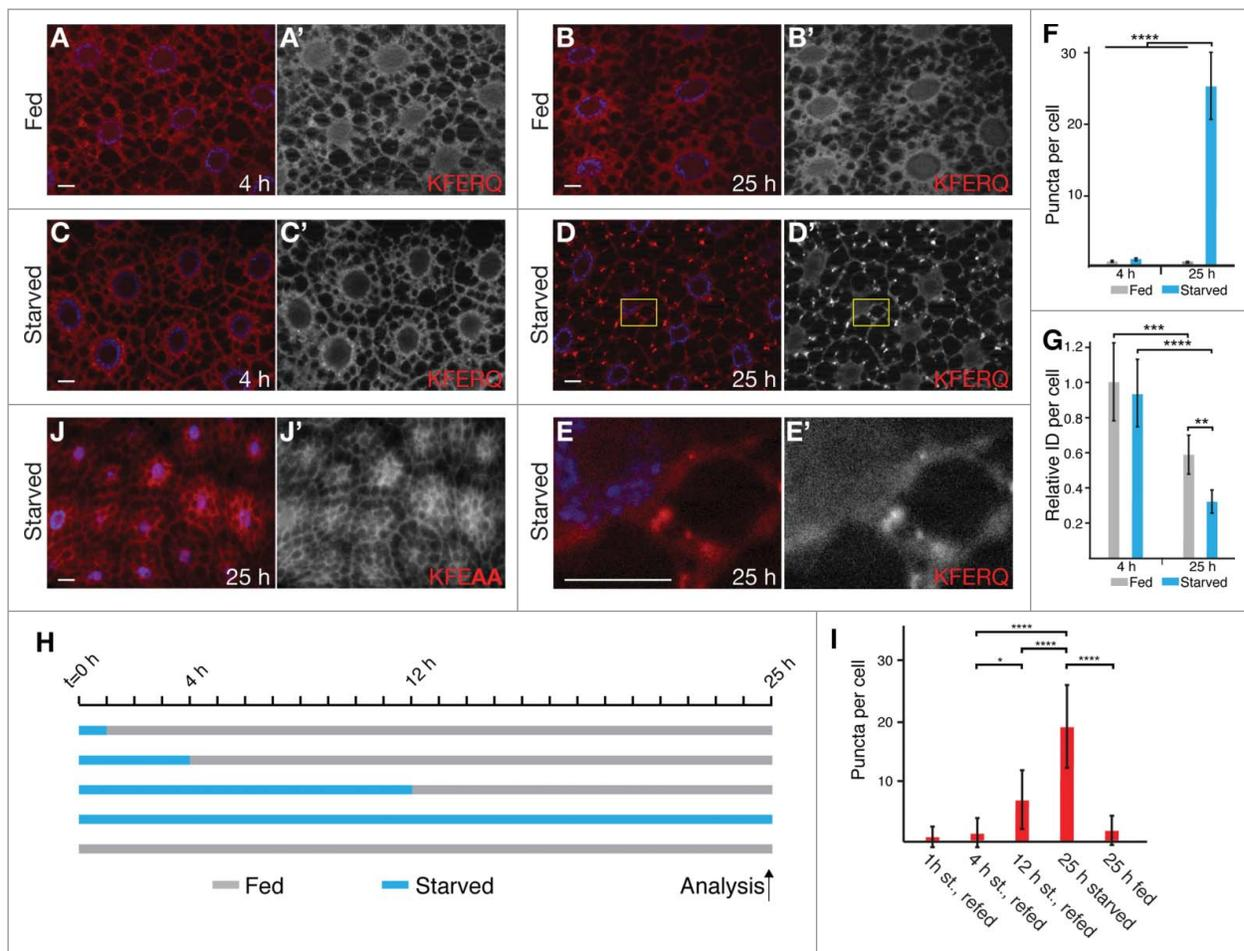 A
A'
Fed
4 h
KFERQ
B
B'
Fed
25 h
KFERQ
F
****
30
20
10
Puncta per cell
4 h
25 h
Fed
Starved
C
C'
Starved
4 h
KFERQ
D
D'
Starved
25 h
KFERQ
G
***
****
**
1.2
1.0
0.8
0.6
0.4
0.2
Relative ID per cell
4 h
25 h
Fed
Starved
J
J'
Starved
25 h
KFEAA
E
E'
Starved
25 h
KFERQ
H
t=0 h
4 h
12 h
25 h
Fed
Starved
Analysis
I
****
****
*
****
30
20
10
Puncta per cell
1h st., refed
4 h st., refed
12 h st., refed
25 h starved
25 h fed